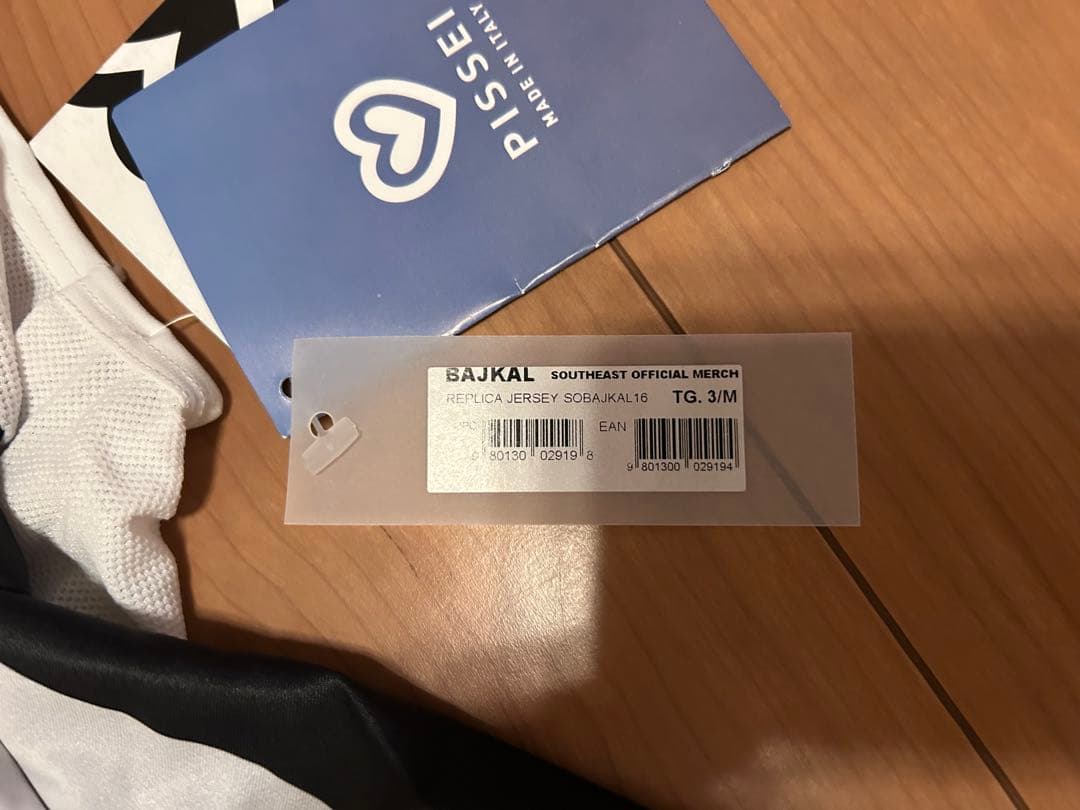 PISSEI
MADE IN ITALY
BAJKAL SOUTHEAST OFFICIAL MERCH
REPLICA JERSEY SOBAJKAL16 TG. 3/M
EAN
80130 02919 8
9 801300 029194